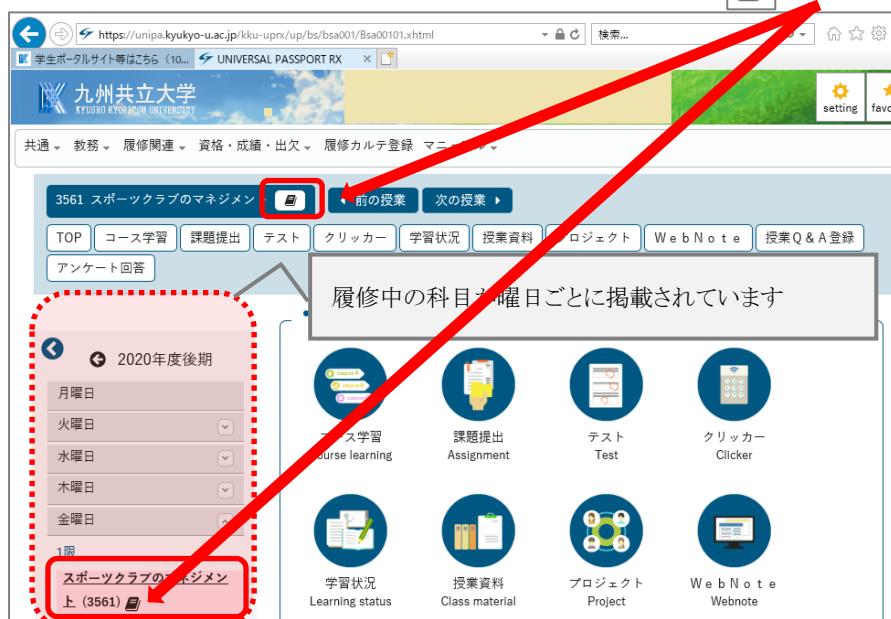 https://unipa.kyukyo-u.ac.jp/kku-uprx/up/bs/bsa001/Bsa00101.xhtml
検索...
学生ポータルサイト等はこちら（10...
UNIVERSAL PASSPORT RX
九州共立大学
KYUSHU KYORITSU UNIVERSITY
setting
共通
教務
履修関連
資格・成績・出欠
履修カルテ登録
3561 スポーツクラブのマネジメン
前の授業
次の授業
TOP
コース学習
課題提出
テスト
クリッカー
学習状況
授業資料
ロジェクト
ＷｅｂＮｏｔｅ
授業Ｑ＆Ａ登録
アンケート回答
履修中の科目が曜日ごとに掲載されています
2020年度後期
月曜日
火曜日
水曜日
木曜日
金曜日
1限
スポーツクラブのマネジメン
ト (3561)
ース学習
ourse learning
課題提出
Assignment
テスト
Test
クリッカー
Clicker
学習状況
Learning status
授業資料
Class material
プロジェクト
Project
ＷｅｂＮｏｔｅ
Webnote